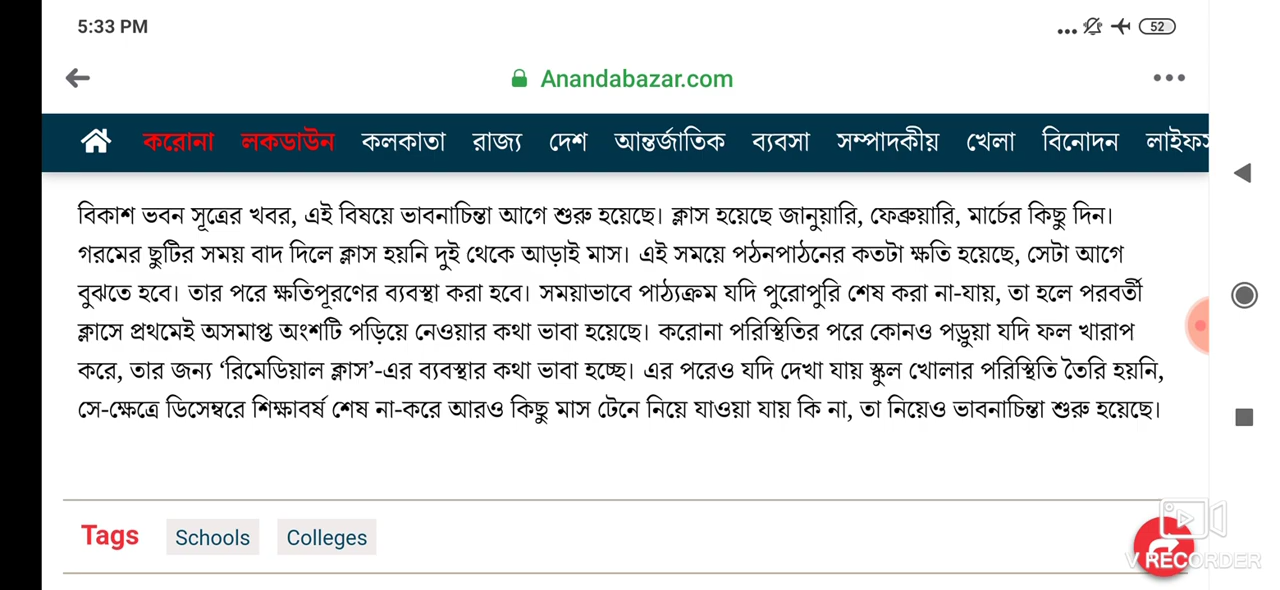 5:33 PM
52
Anandabazar.com
করোনা লকডাউন কলকাতা রাজ্য দেশ আন্তর্জাতিক ব্যবসা সম্পাদকীয় খেলা বিনোদন লাইফস
বিকাশ ভবন সূত্রের খবর, এই বিষয়ে ভাবনাচিন্তা আগে শুরু হয়েছে। ক্লাস হয়েছে জানুয়ারি, ফেব্রুয়ারি, মার্চের কিছু দিন।
গরমের ছুটির সময় বাদ দিলে ক্লাস হয়নি দুই থেকে আড়াই মাস। এই সময়ে পঠনপাঠনের কতটা ক্ষতি হয়েছে, সেটা আগে
বুঝতে হবে। তার পরে ক্ষতিপূরণের ব্যবস্থা করা হবে। সময়াভাবে পাঠ্যক্রম যদি পুরোপুরি শেষ করা না-যায়, তা হলে পরবর্তী
ক্লাসে প্রথমেই অসমাপ্ত অংশটি পড়িয়ে নেওয়ার কথা ভাবা হয়েছে। করোনা পরিস্থিতির পরে কোনও পড়ুয়া যদি ফল খারাপ
করে, তার জন্য ‘রিমেডিয়াল ক্লাস’-এর ব্যবস্থার কথা ভাবা হচ্ছে। এর পরেও যদি দেখা যায় স্কুল খোলার পরিস্থিতি তৈরি হয়নি,
সে-ক্ষেত্রে ডিসেম্বরে শিক্ষাবর্ষ শেষ না-করে আরও কিছু মাস টেনে নিয়ে যাওয়া যায় কি না, তা নিয়েও ভাবনাচিন্তা শুরু হয়েছে।
Tags Schools Colleges
V RECORDER